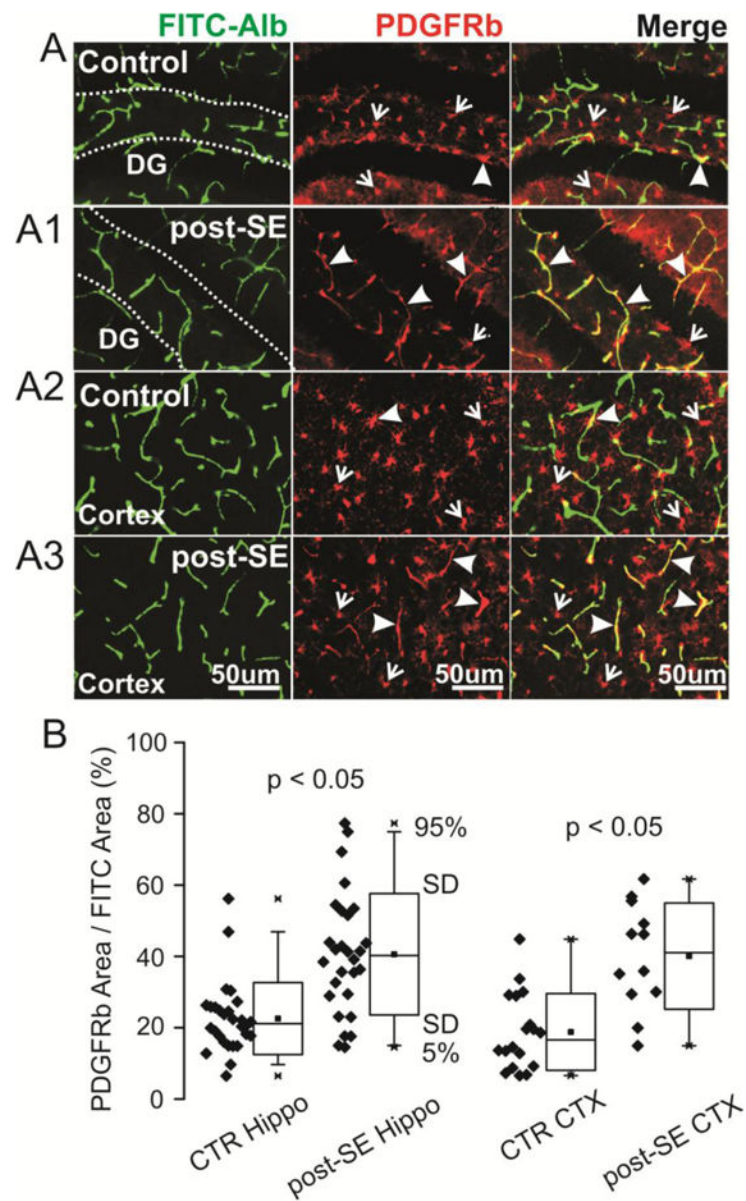 FITC-Alb PDGFRb Merge
A
Control
DG
A1
post-SE
DG
A2
Control
Cortex
A3
post-SE
Cortex 50um 50um
B
PDGFRb Area / FITC Area (%)
100
80
60
40
20
0
p < 0.05
95%
SD
SD
5%
p < 0.05
CTR Hippo
post-SE Hippo
CTR CTX
post-SE CTX